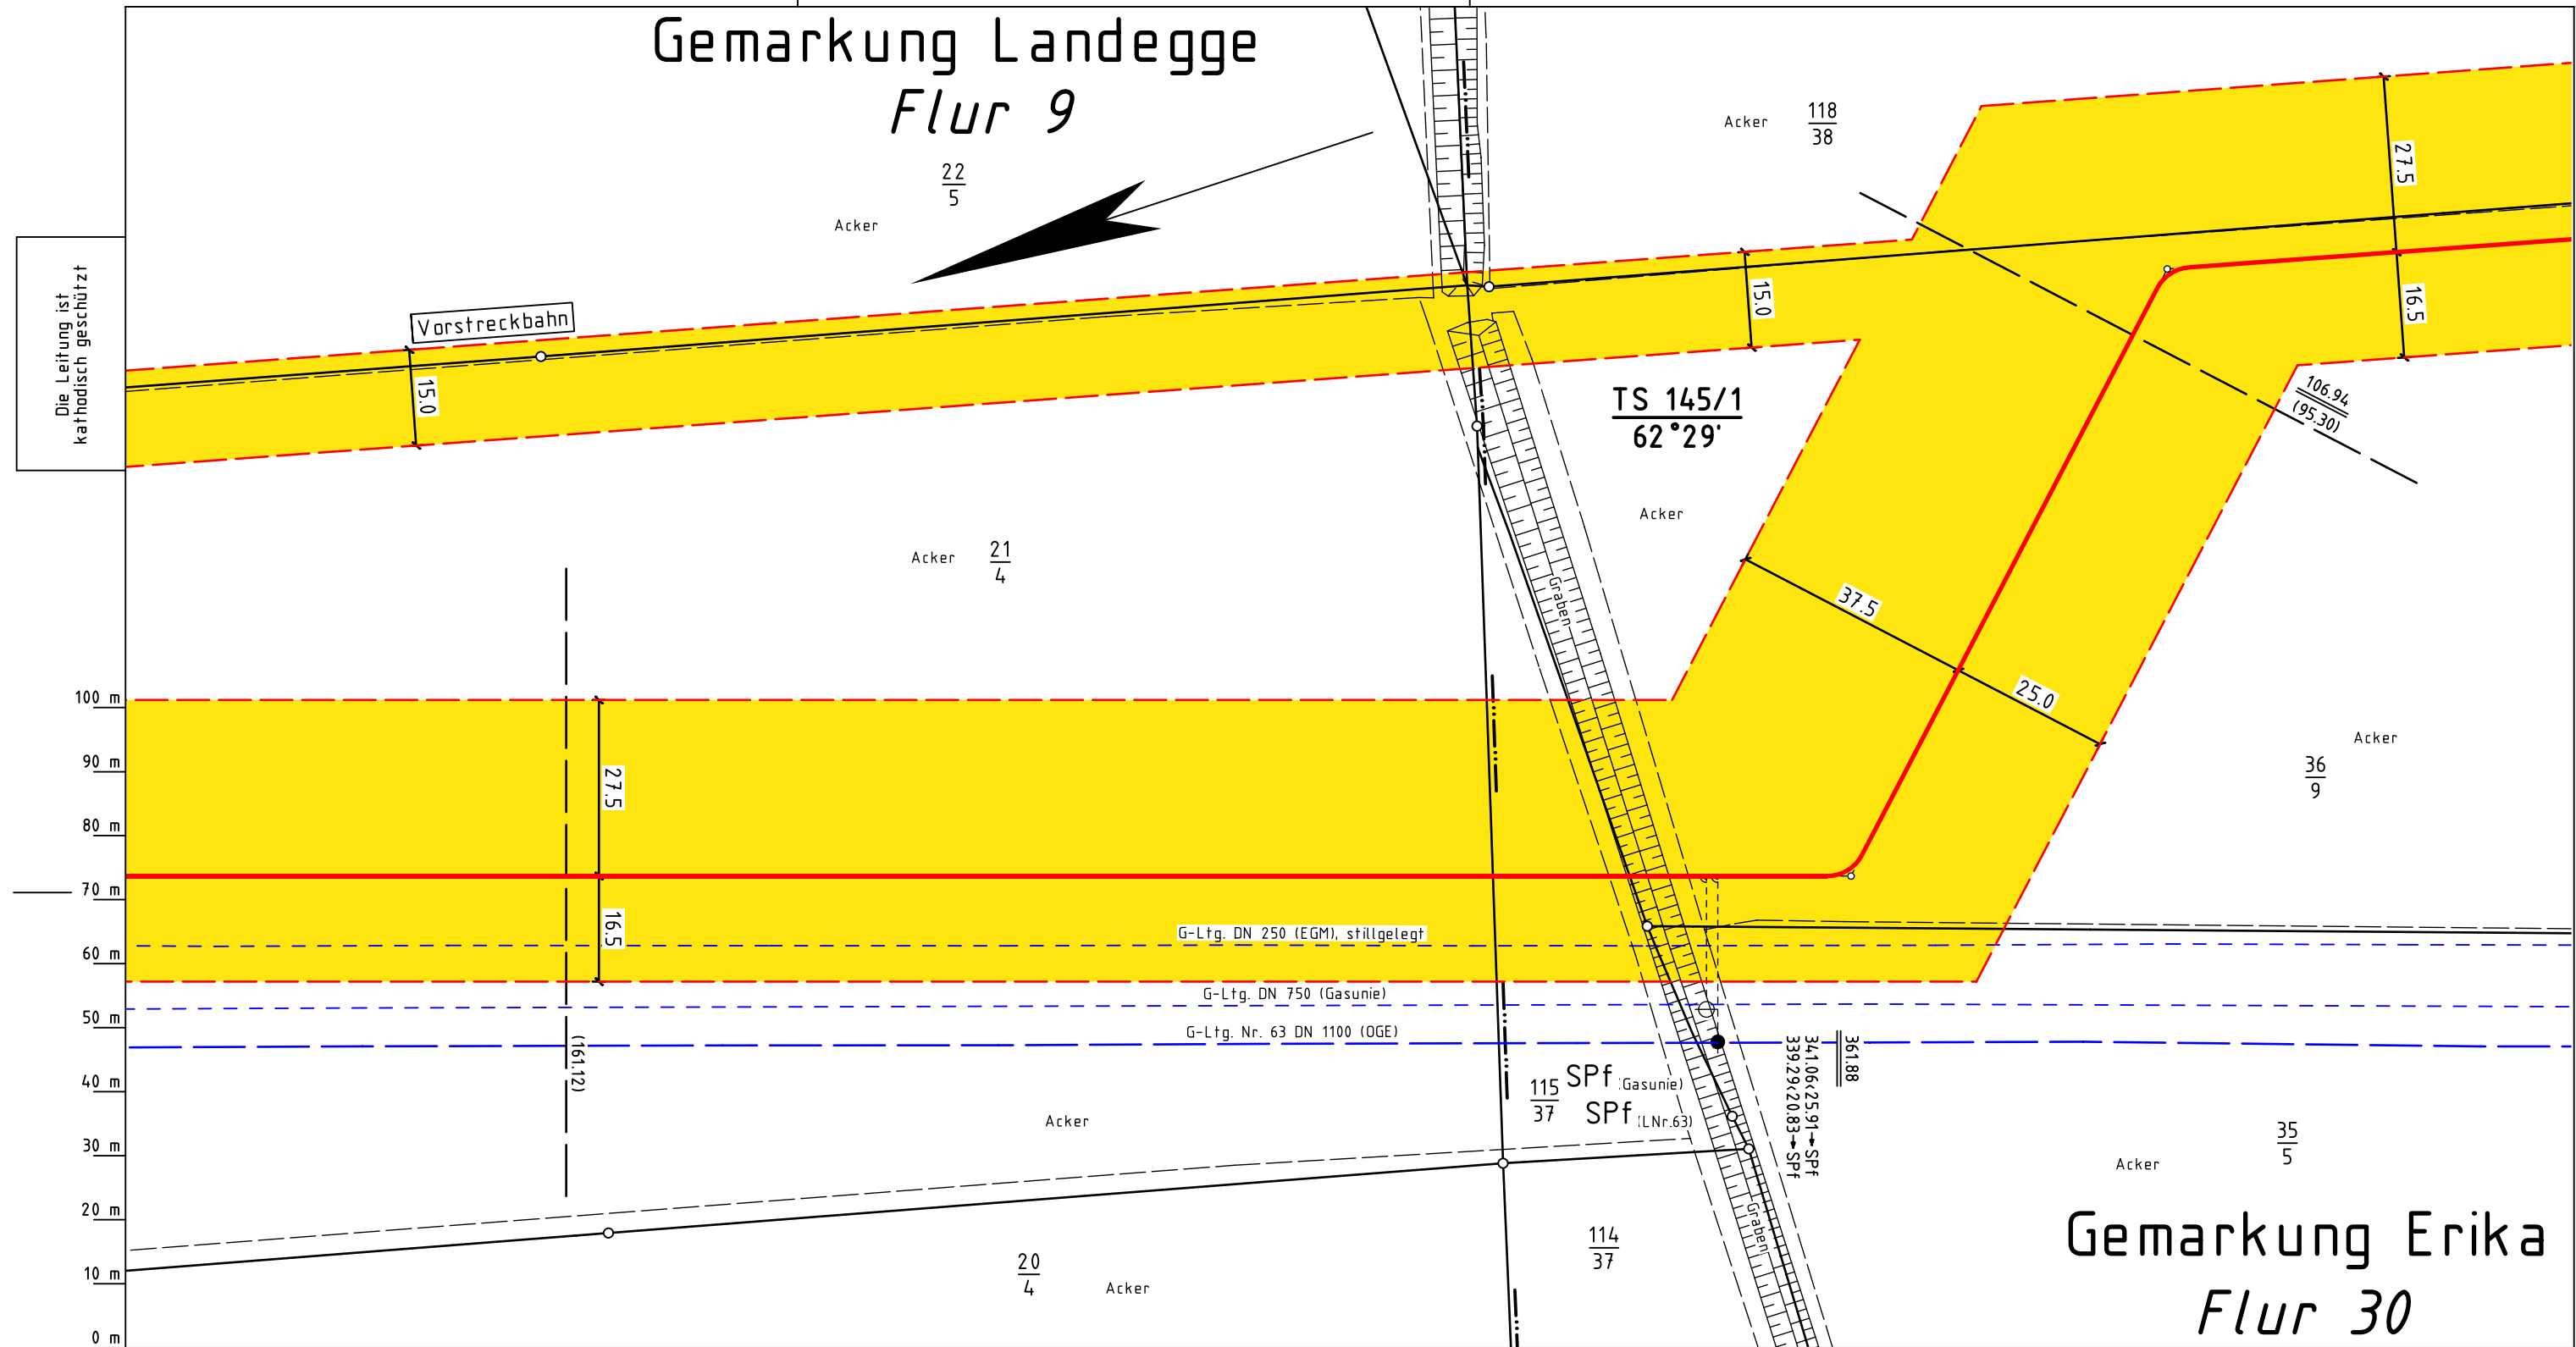 Gemarkung Landegge
Flur 9
22
5
Acker
Acker
118
38
27.5
Die Leitung ist
kathodisch geschützt
Vorstreckbahn
15.0
15.0
16.5
TS 145/1
62°29'
106.94
(95.30)
Acker
Acker
21
4
Graben
37.5
25.0
Acker
36
9
100 m
90 m
80 m
70 m
60 m
50 m
40 m
30 m
20 m
10 m
0 m
27.5
16.5
G-Ltg. DN 250 (EGM), stillgelegt
G-Ltg. DN 750 (Gasunie)
G-Ltg. Nr. 63 DN 1100 (OGE)
(161.12)
361.88
341.06<25.91→SPf
339.29<20.83→SPf
115
37
SPf (Gasunie)
SPf (LNr.63)
Acker
35
5
Acker
Graben
114
37
20
4
Acker
Gemarkung Erika
Flur 30